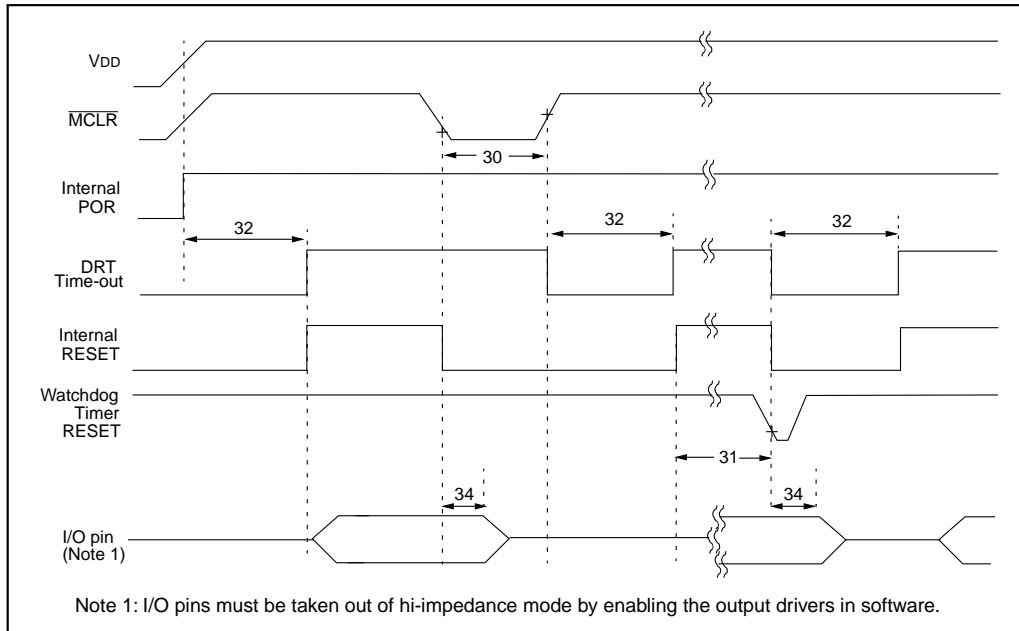 VDD
MCLR
30
Internal
POR
32
32
32
DRT
Time-out
Internal
RESET
Watchdog
Timer
RESET
31
34
34
I/O pin
(Note 1)
Note 1: I/O pins must be taken out of hi-impedance mode by enabling the output drivers in software.